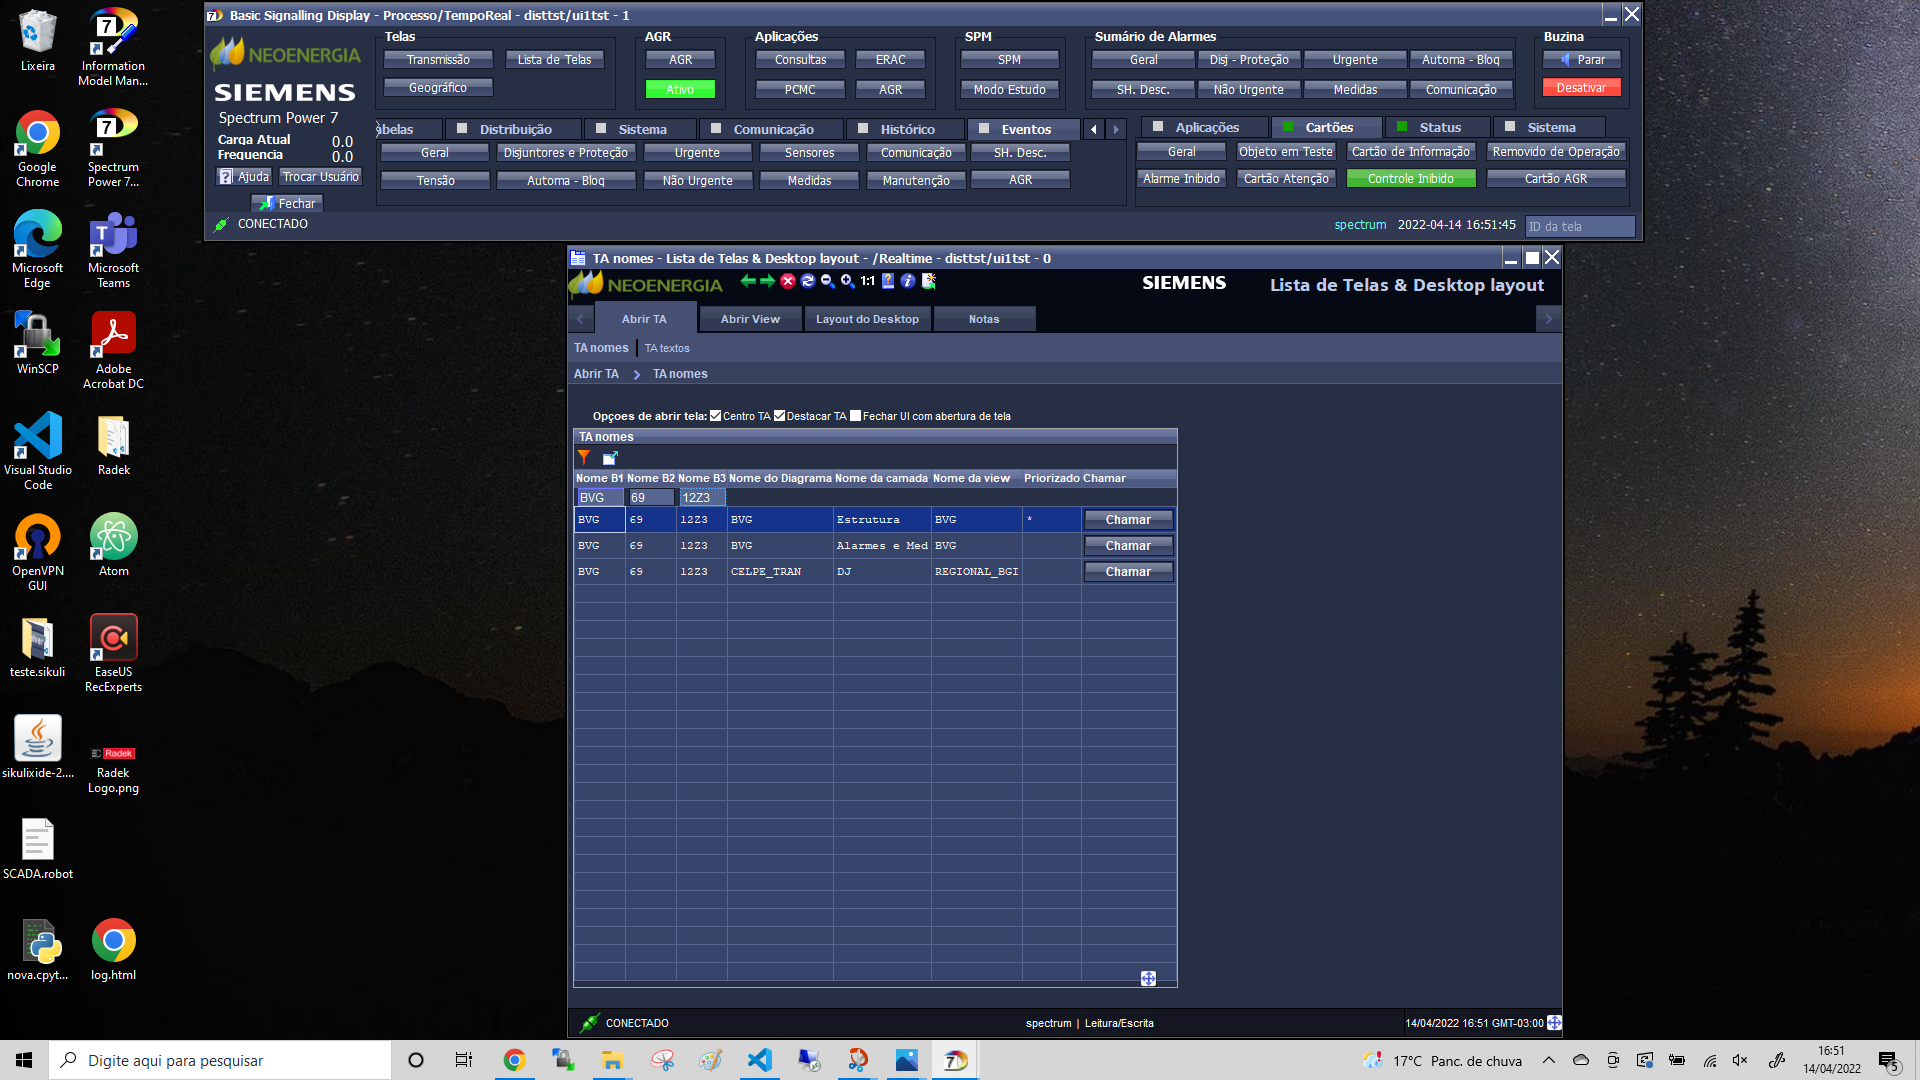 Lixeira
Information
Model Man...
Google
Chrome
Spectrum
Power 7...
Microsoft
Edge
Microsoft
Teams
WinSCP
Adobe
Acrobat DC
Visual Studio
Code
Radek
OpenVPN
GUI
Atom
teste.sikuli
EaseUS
RecExperts
sikulixide-2....
Radek
Radek
Logo.png
SCADA.robot
nova.cpyt...
log.html
Basic Signalling Display - Processo/TempoReal - disttst/ui1tst - 1
NEOENERGIA
SIEMENS
Spectrum Power 7
Carga Atual 0.0
Frequencia 0.0
Ajuda Trocar Usuário
Fechar
CONECTADO
Telas
Transmissão Lista de Telas
Geográfico
AGR
AGR
Ativo
Aplicações
Consultas ERAC
PCMC AGR
SPM
SPM
Modo Estudo
Sumário de Alarmes
Geral Disj - Proteção Urgente Automa - Bloq
SH. Desc. Não Urgente Medidas Comunicação
Buzina
Parar
Desativar
abelas Distribuição Sistema Comunicação Histórico Eventos
Geral Disjuntores e Proteção Urgente Sensores Comunicação SH. Desc.
Tensão Automa - Bloq Não Urgente Medidas Manutenção AGR
Aplicações Cartões Status Sistema
Geral Objeto em Teste Cartão de Informação Removido de Operação
Alarme Inibido Cartão Atenção Controle Inibido Cartão AGR
spectrum 2022-04-14 16:51:45 ID da tela
TA nomes - Lista de Telas & Desktop layout - /Realtime - disttst/ui1tst - 0
NEOENERGIA 1:1 SIEMENS Lista de Telas & Desktop layout
Abrir TA Abrir View Layout do Desktop Notas
TA nomes TA textos
Abrir TA TA nomes
Opçoes de abrir tela: Centro TA Destacar TA Fechar UI com abertura de tela
TA nomes
Nome B1 Nome B2 Nome B3 Nome do Diagrama Nome da camada Nome da view Priorizado Chamar
BVG 69 12Z3
BVG 69 12Z3 BVG Estrutura BVG * Chamar
BVG 69 12Z3 BVG Alarmes e Med BVG Chamar
BVG 69 12Z3 CELPE_TRAN DJ REGIONAL_BGI Chamar
CONECTADO spectrum | Leitura/Escrita 14/04/2022 16:51 GMT-03:00
Digite aqui para pesquisar
17°C Panc. de chuva
16:51
14/04/2022
5